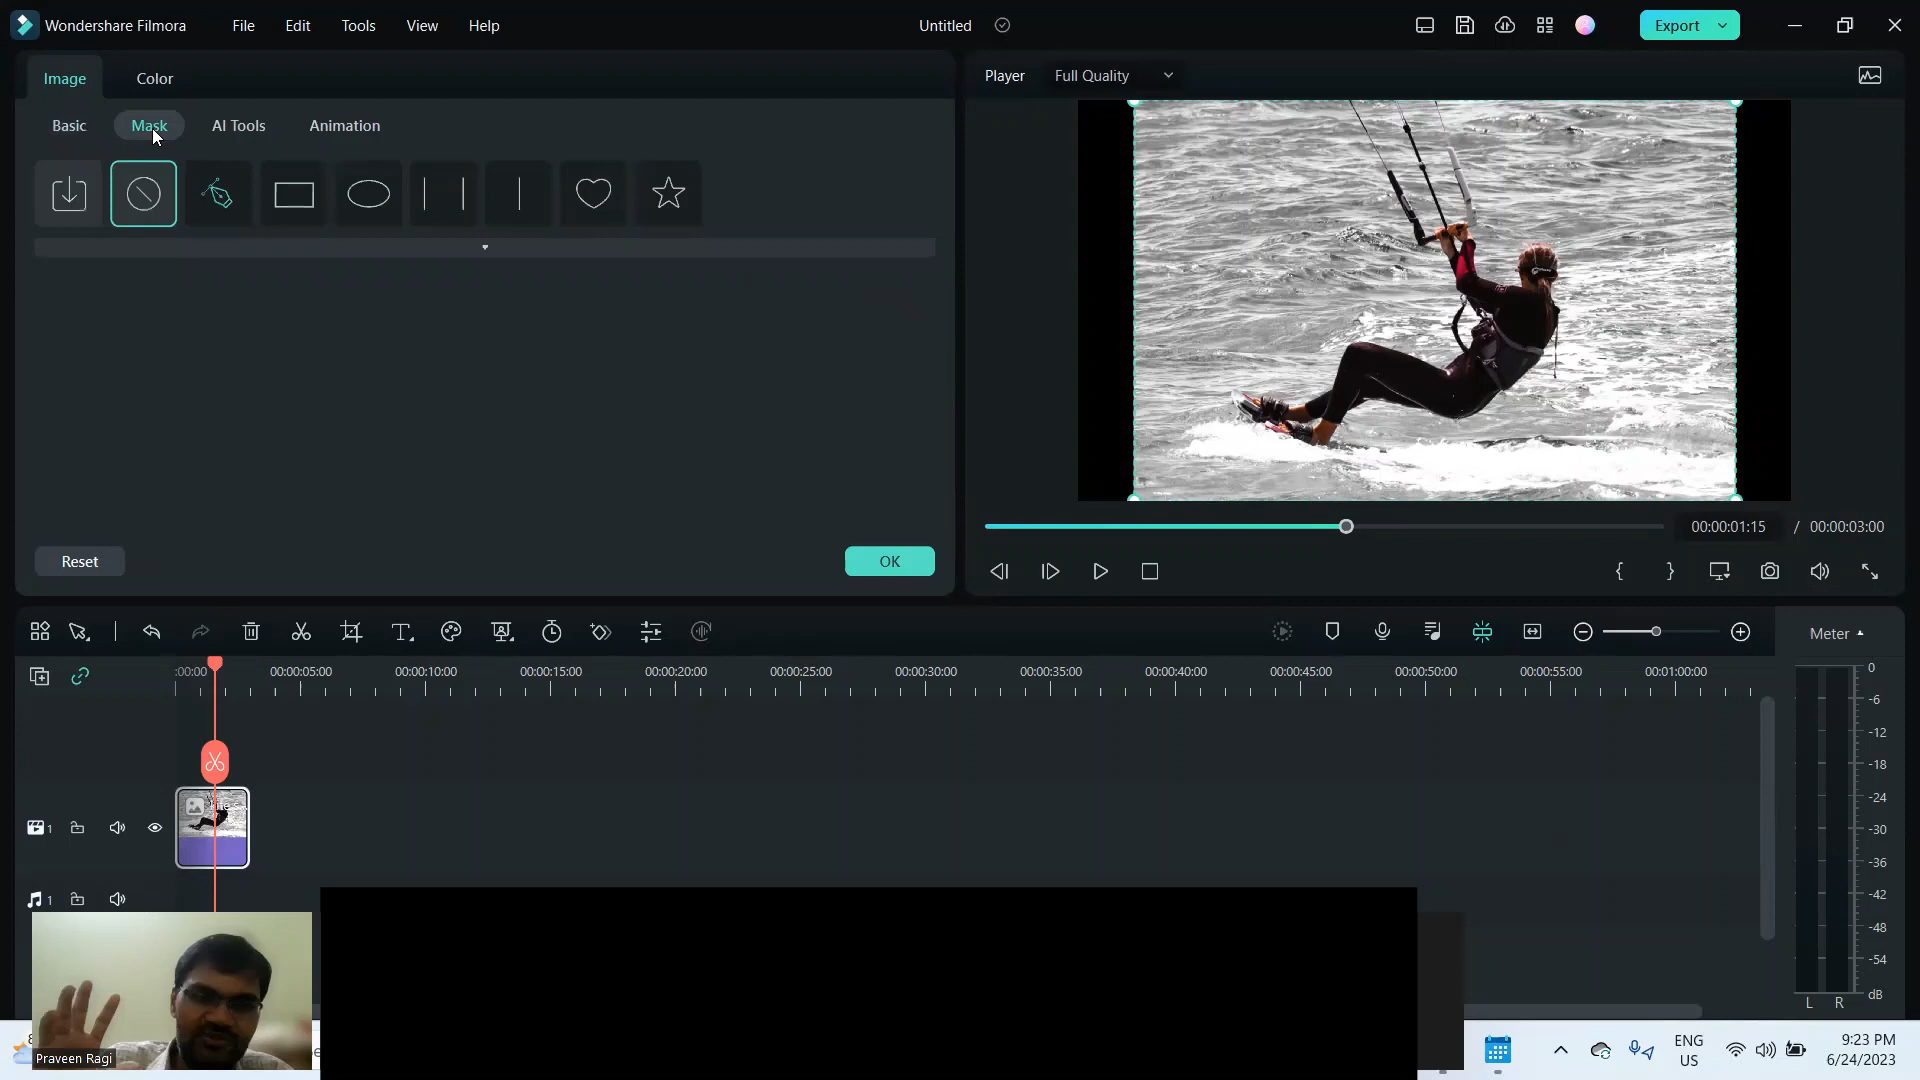 Wondershare Filmora File Edit Tools View Help Untitled Export
Image Color
Player Full Quality
Basic Mask AI Tools Animation
00:00:01:15 / 00:00:03:00
Reset OK
Meter
:00:00 00:00:05:00 00:00:10:00 00:00:15:00 00:00:20:00 00:00:25:00 00:00:30:00 00:00:35:00 00:00:40:00 00:00:45:00 00:00:50:00 00:00:55:00 00:01:00:00
0
-6
-12
-18
-24
-30
-36
-42
-48
-54
dB
L R
1
1
Praveen Ragi
ENG
US
9:23 PM
6/24/2023